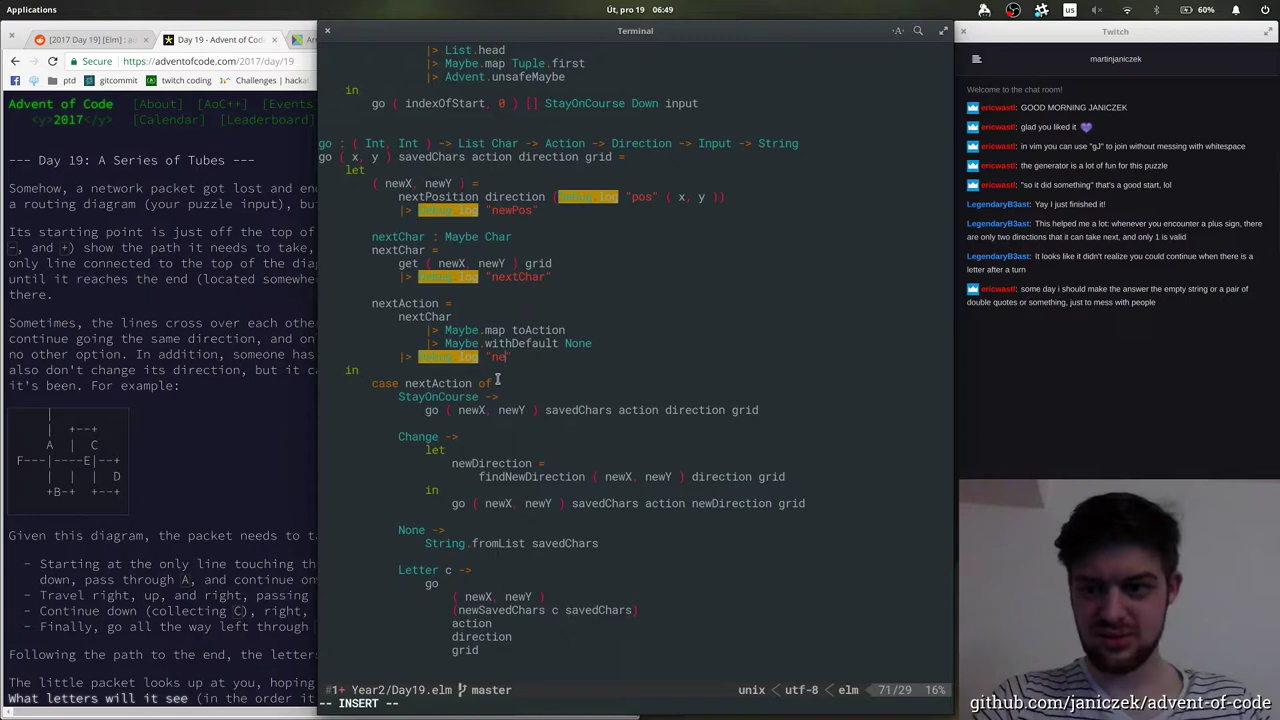 Applications
Út, pro 19 06:49
us
60%
[2017 Day 19] [Elm] : ad
Day 19 - Advent of Cod
Secure
https://adventofcode.com/2017/day/19
ptd
gitcommit
twitch coding
Challenges | hackat
Advent of Code [About] [AoC++] [Events
<y>2017</y> [Calendar] [Leaderboard]
--- Day 19: A Series of Tubes ---
Somehow, a network packet got lost and en
a routing diagram (your puzzle input), bu
Its starting point is just off the top of
-, and +) show the path it needs to take,
only line connected to the top of the dia
until it reaches the end (located somewhe
there.
Sometimes, the lines cross over each othe
continue going the same direction, and on
no other option. In addition, someone has
also don't change its direction, but it c
it's been. For example:
|
| +--+
A | C
F---|----E|--+
| | | D
+B-+ +--+
Given this diagram, the packet needs to t
- Starting at the only line touching th
down, pass through A, and continue on
- Travel right, up, and right, passing
- Continue down (collecting C), right,
- Finally, go all the way left through
Following the path to the end, the letter
The little packet looks up at you, hoping
What letters will it see (in the order it
Terminal
|> List.head
|> Maybe.map Tuple.first
|> Advent.unsafeMaybe
in
go ( indexOfStart, 0 ) [] StayOnCourse Down input
go : ( Int, Int ) -> List Char -> Action -> Direction -> Input -> String
go ( x, y ) savedChars action direction grid =
let
( newX, newY ) =
nextPosition direction (Debug.log "pos" ( x, y ))
|> Debug.log "newPos"
nextChar : Maybe Char
nextChar =
get ( newX, newY ) grid
|> Debug.log "nextChar"
nextAction =
nextChar
|> Maybe.map toAction
|> Maybe.withDefault None
|> Debug.log "ne"
in
case nextAction of
StayOnCourse ->
go ( newX, newY ) savedChars action direction grid
Change ->
let
newDirection =
findNewDirection ( newX, newY ) direction grid
in
go ( newX, newY ) savedChars action newDirection grid
None ->
String.fromList savedChars
Letter c ->
go
( newX, newY )
(newSavedChars c savedChars)
action
direction
grid
#1+ Year2/Day19.elm master unix utf-8 elm 71/29 16%
-- INSERT --
Twitch
martinjaniczek
Welcome to the chat room!
ericwastl: GOOD MORNING JANICZEK
ericwastl: glad you liked it
ericwastl: in vim you can use "gJ" to join without messing with whitespace
ericwastl: the generator is a lot of fun for this puzzle
ericwastl: "so it did something" that's a good start, lol
LegendaryB3ast: Yay I just finished it!
LegendaryB3ast: This helped me a lot: whenever you encounter a plus sign, there
are only two directions that it can take next, and only 1 is valid
LegendaryB3ast: It looks like it didn't realize you could continue when there is a
letter after a turn
ericwastl: some day i should make the answer the empty string or a pair of
double quotes or something, just to mess with people
github.com/janiczek/advent-of-code